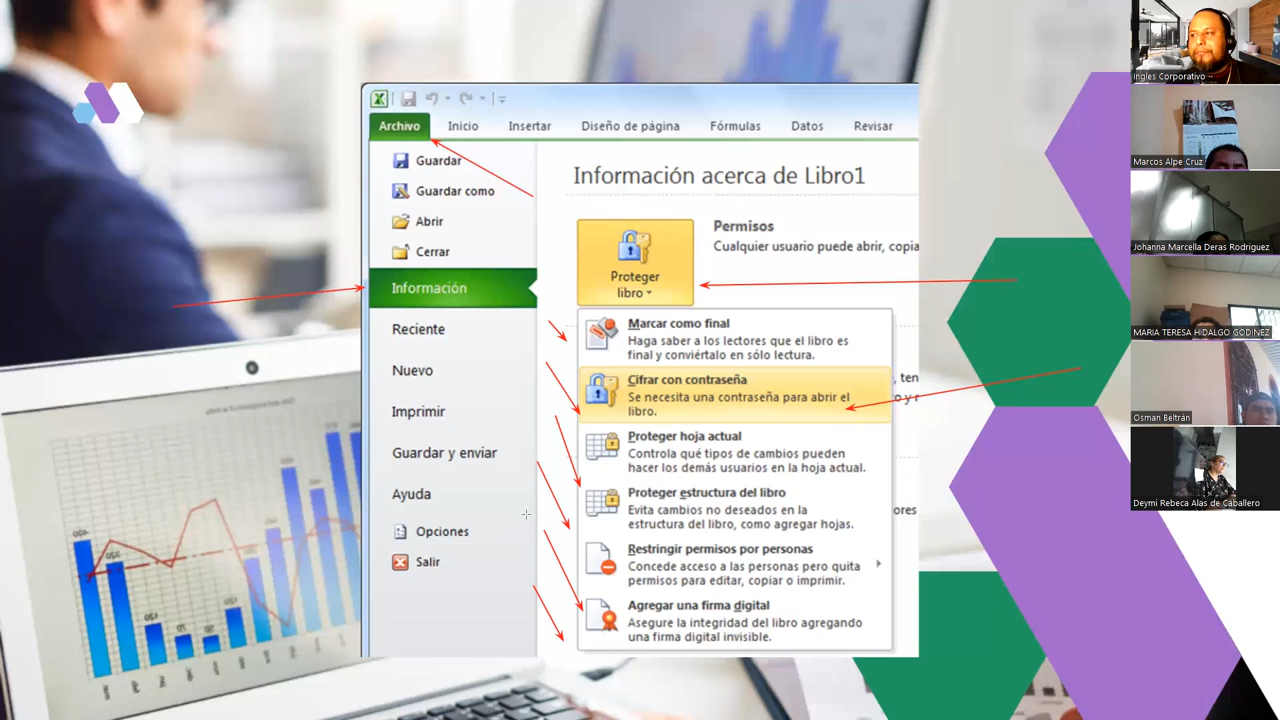 Archivo
Inicio
Insertar
Diseño de página
Fórmulas
Datos
Revisar
Guardar
Guardar como
Abrir
Cerrar
Información
Reciente
Nuevo
Imprimir
Guardar y enviar
Ayuda
Opciones
Salir
Información acerca de Libro1
Proteger
libro
Permisos
Cualquier usuario puede abrir, copia
Marcar como final
Haga saber a los lectores que el libro es
final y conviértalo en sólo lectura.
Cifrar con contraseña
Se necesita una contraseña para abrir el
libro.
Proteger hoja actual
Controla qué tipos de cambios pueden
hacer los demás usuarios en la hoja actual.
Proteger estructura del libro
Evita cambios no deseados en la
estructura del libro, como agregar hojas.
Restringir permisos por personas
Concede acceso a las personas pero quita
permisos para editar, copiar o imprimir.
Agregar una firma digital
Asegure la integridad del libro agregando
una firma digital invisible.
Ingles Corporativo --
Marcos Alpe Cruz
Johanna Marcella Deras Rodriguez
MARIA TERESA HIDALGO GODINEZ
Osman Beltrán
Deymi Rebeca Alas de Caballero